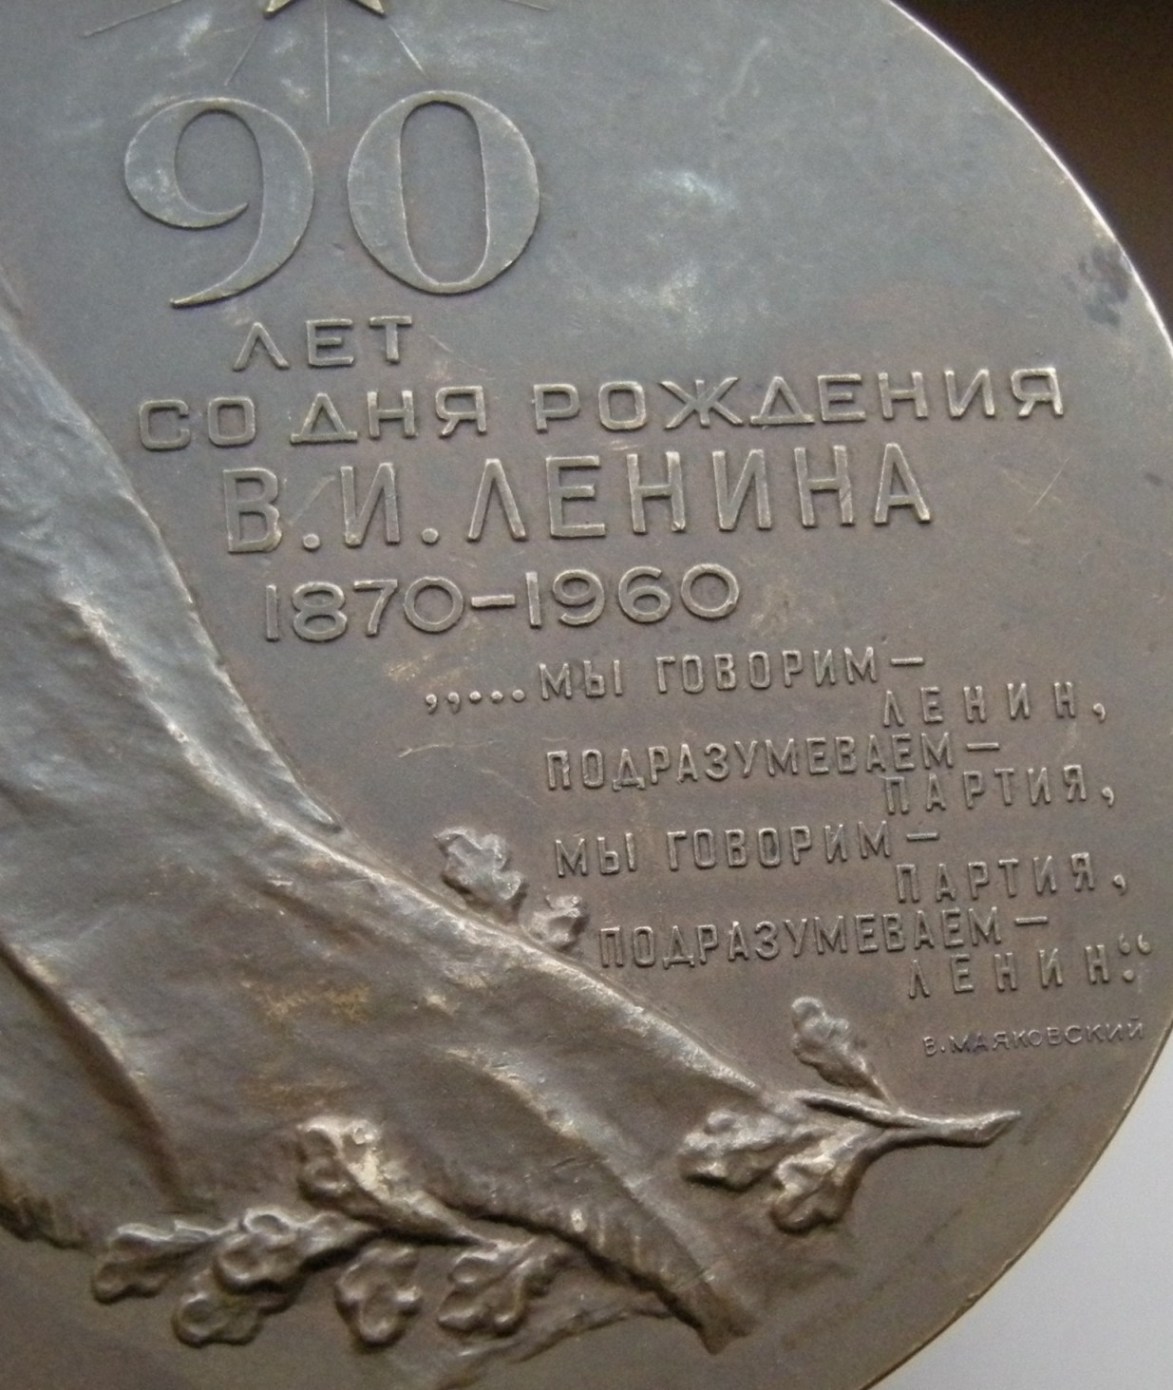 90
ЛЕТ
СО ДНЯ РОЖДЕНИЯ
В.И.ЛЕНИНА
1870-1960
,,...МЫ ГОВОРИМ—
ЛЕНИН,
ПОДРАЗУМЕВАЕМ—
ПАРТИЯ,
МЫ ГОВОРИМ—
ПАРТИЯ,
ПОДРАЗУМЕВАЕМ—
ЛЕНИН.“
В.МАЯКОВСКИЙ